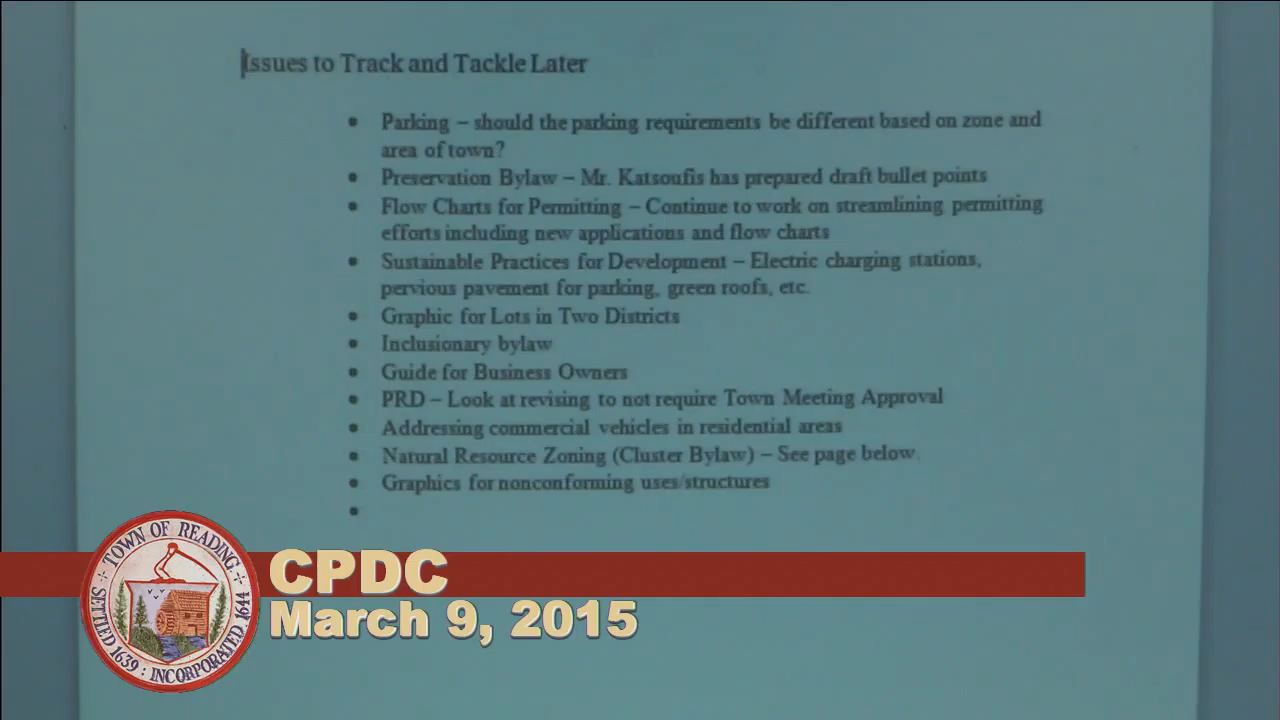 Issues to Track and Tackle Later
• Parking – should the parking requirements be different based on zone and
area of town?
• Preservation Bylaw – Mr. Katsoufis has prepared draft bullet points
• Flow Charts for Permitting – Continue to work on streamlining permitting
efforts including new applications and flow charts
• Sustainable Practices for Development – Electric charging stations,
pervious pavement for parking, green roofs, etc.
• Graphic for Lots in Two Districts
• Inclusionary bylaw
• Guide for Business Owners
• PRD – Look at revising to not require Town Meeting Approval
• Addressing commercial vehicles in residential areas
• Natural Resource Zoning (Cluster Bylaw) – See page below.
• Graphics for nonconforming uses/structures
•
TOWN OF READING
SETTLED 1639 : INCORPORATED 1644
CPDC
March 9, 2015